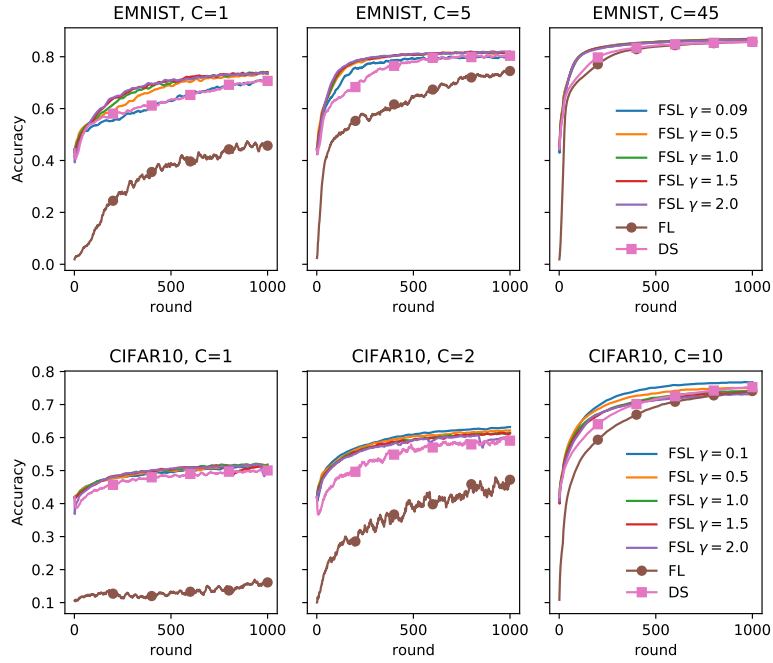 EMNIST, C=1
EMNIST, C=5
EMNIST, C=45
Accuracy
0.8
0.6
0.4
0.2
0.0
FSL γ = 0.09
FSL γ = 0.5
FSL γ = 1.0
FSL γ = 1.5
FSL γ = 2.0
FL
DS
0 500 1000
0 500 1000
0 500 1000
round
round
round
CIFAR10, C=1
CIFAR10, C=2
CIFAR10, C=10
Accuracy
0.8
0.7
0.6
0.5
0.4
0.3
0.2
0.1
FSL γ = 0.1
FSL γ = 0.5
FSL γ = 1.0
FSL γ = 1.5
FSL γ = 2.0
FL
DS
0 500 1000
0 500 1000
0 500 1000
round
round
round